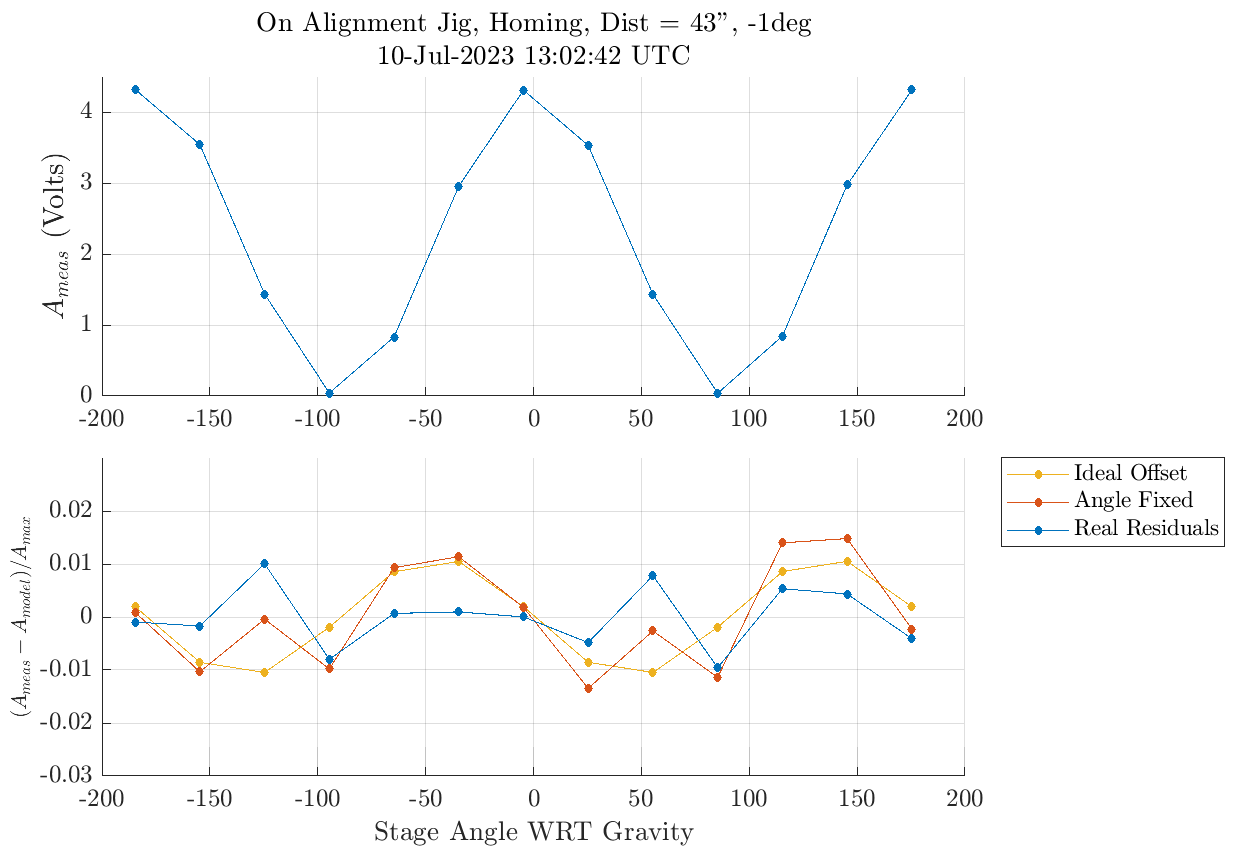 On Alignment Jig, Homing, Dist = 43”, -1deg
10-Jul-2023 13:02:42 UTC
A_meas (Volts)
4
3
2
1
0
-200 -150 -100 -50 0 50 100 150 200
(A_meas − A_model)/A_max
0.02
0.01
0
-0.01
-0.02
-0.03
-200 -150 -100 -50 0 50 100 150 200
Stage Angle WRT Gravity
Ideal Offset
Angle Fixed
Real Residuals